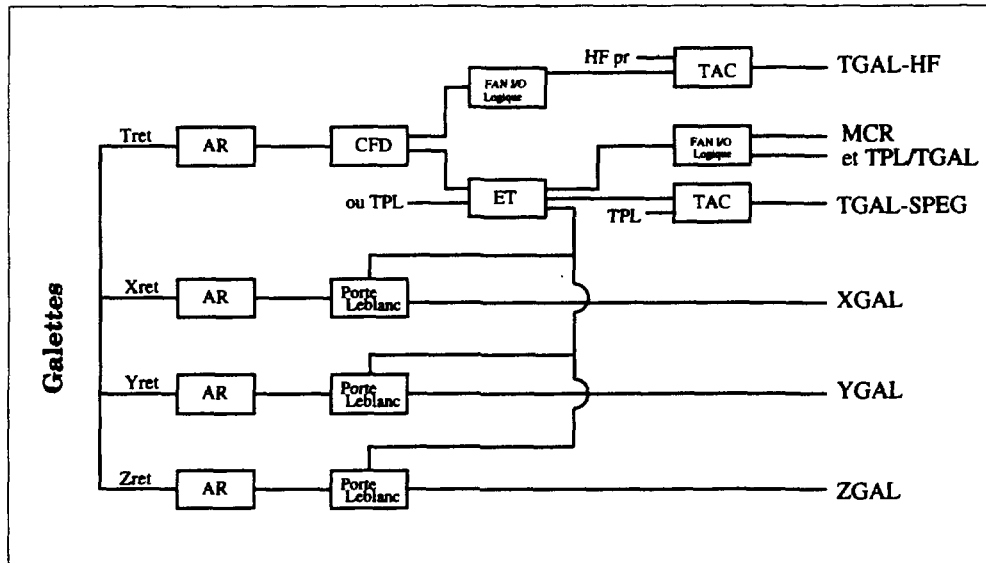 HF pr
TAC
TGAL-HF
FAN I/O
Logique
Tret
AR
CFD
FAN I/O
Logique
MCR
et TPL/TGAL
ou TPL
ET
TPL
TAC
TGAL-SPEG
Galettes
Xret
AR
Porte
Leblanc
XGAL
Yret
AR
Porte
Leblanc
YGAL
Zret
AR
Porte
Leblanc
ZGAL